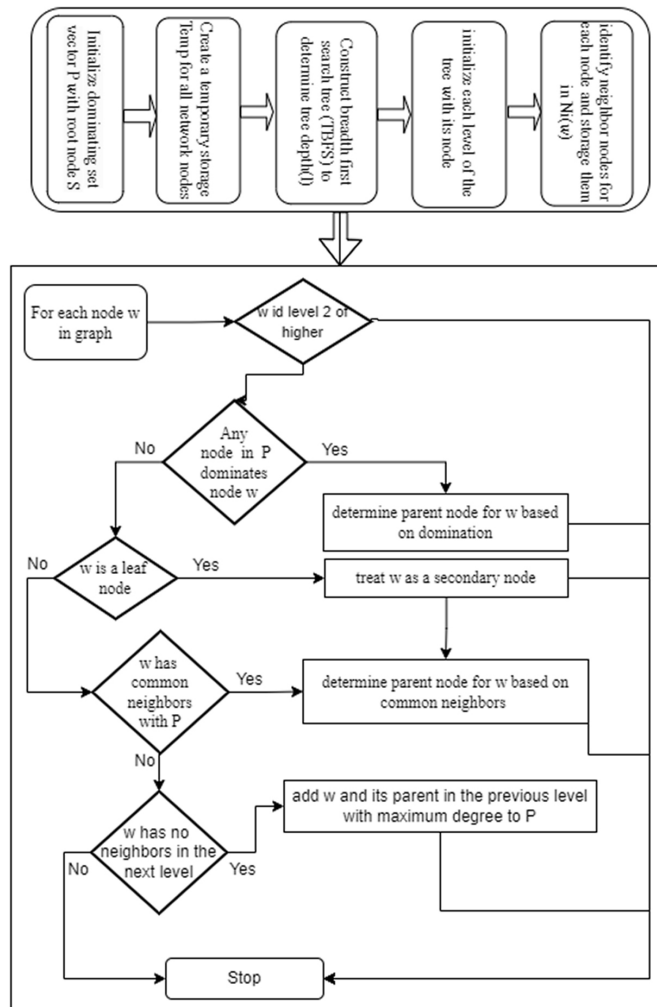 Initialize dominating set
vector P with root node S
Create a temporary storage
Temp for all network nodes
Construct breadth first
search tree (TBFS) to
determine tree depth(l)
initialize each level of the
tree with its node
identify neighbor nodes for
each node and storage them
in Ni(w)
For each node w
in graph
w id level 2 of
higher
Any
node in P
dominates
node w
No
Yes
determine parent node for w based
on domination
w is a leaf
node
No
Yes
treat w as a secondary node
w has
common
neighbors
with P
Yes
determine parent node for w based on
common neighbors
No
w has no
neighbors in the
next level
add w and its parent in the previous level
with maximum degree to P
No
Yes
Stop